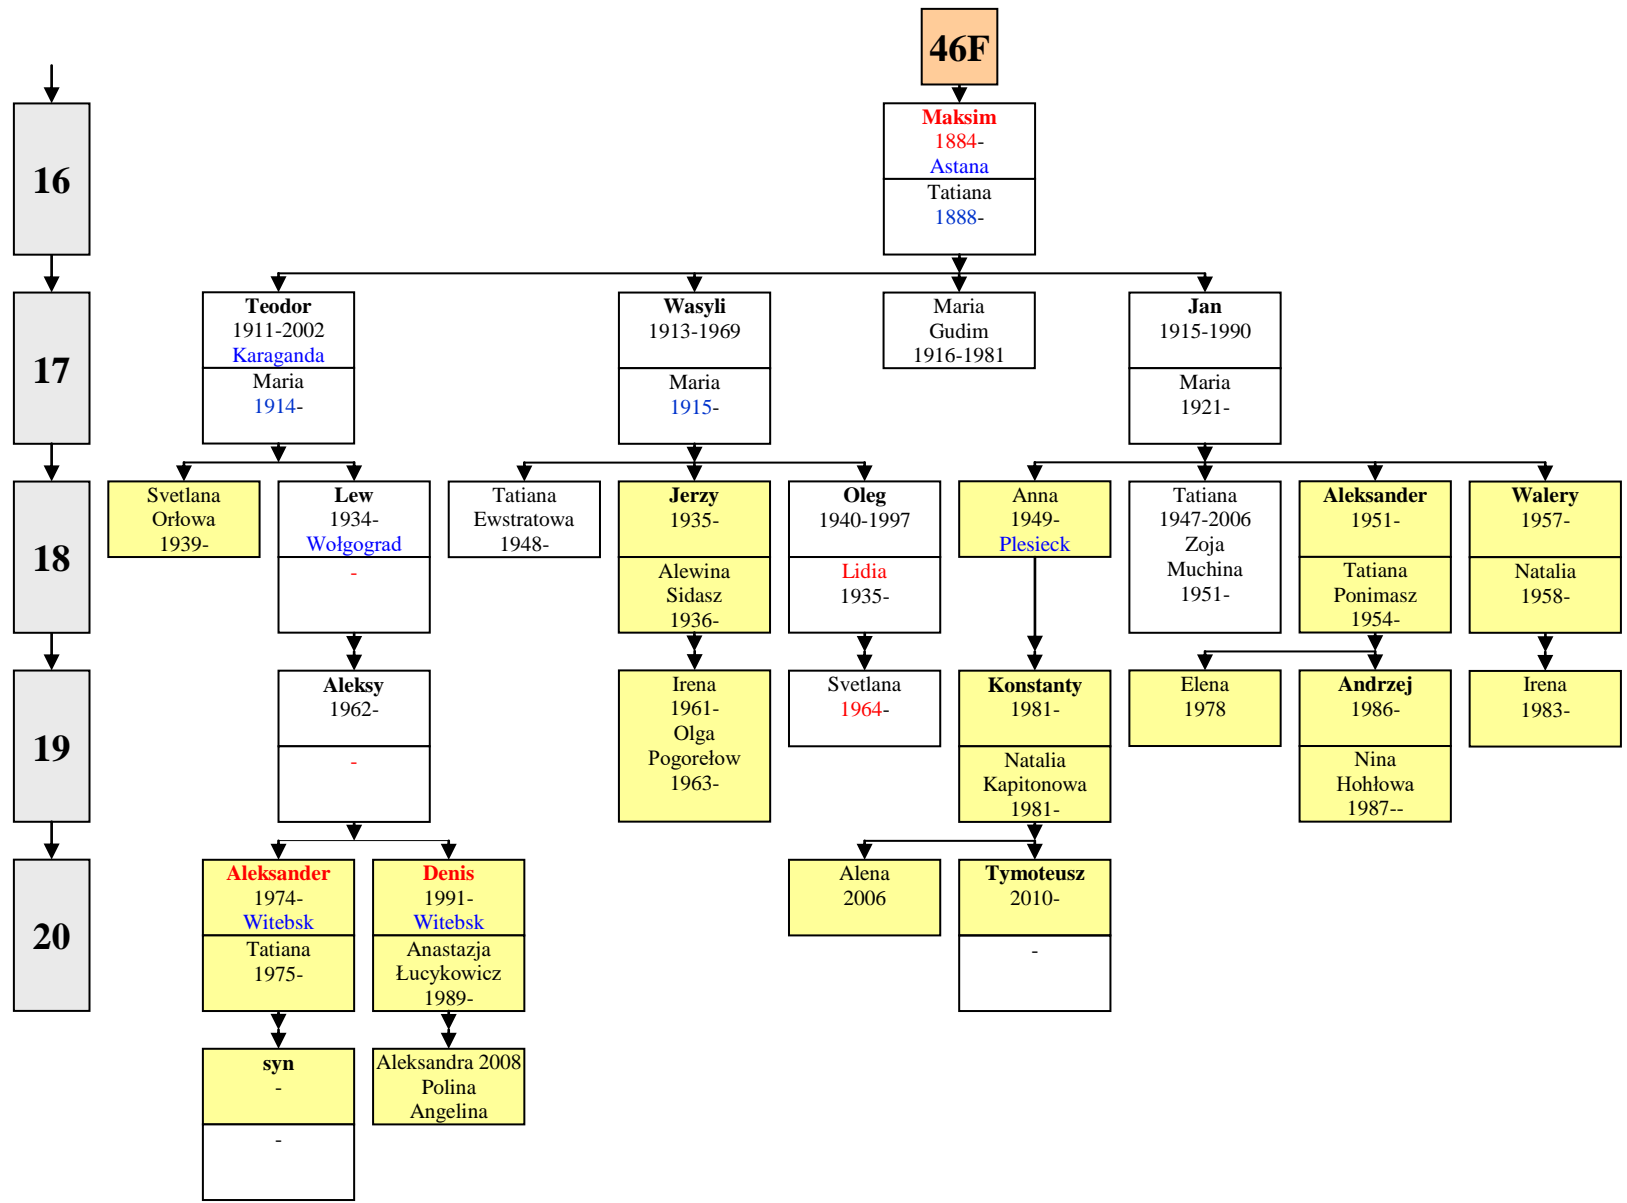 46F
16
Maksim
1884-
Astana
Tatiana
1888-
17
Teodor
1911-2002
Karaganda
Maria
1914-
Wasyli
1913-1969
Maria
1915-
Maria
Gudim
1916-1981
Jan
1915-1990
Maria
1921-
18
Svetlana
Orłowa
1939-
Lew
1934-
Wołgograd
-
Tatiana
Ewstratowa
1948-
Jerzy
1935-
Alewina
Sidasz
1936-
Oleg
1940-1997
Lidia
1935-
Anna
1949-
Plesieck
Tatiana
1947-2006
Zoja
Muchina
1951-
Aleksander
1951-
Tatiana
Ponimasz
1954-
Walery
1957-
Natalia
1958-
19
Aleksy
1962-
-
Irena
1961-
Olga
Pogorełow
1963-
Svetlana
1964-
Konstanty
1981-
Natalia
Kapitonowa
1981-
Elena
1978
Andrzej
1986-
Nina
Hohłowa
1987--
Irena
1983-
20
Aleksander
1974-
Witebsk
Tatiana
1975-
Denis
1991-
Witebsk
Anastazja
Łucykowicz
1989-
Alena
2006
Tymoteusz
2010-
-
syn
-
-
Aleksandra 2008
Polina
Angelina